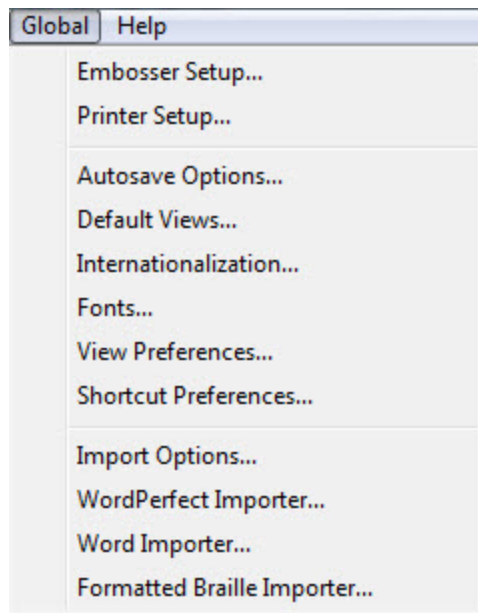 Global Help
Embosser Setup...
Printer Setup...
Autosave Options...
Default Views...
Internationalization...
Fonts...
View Preferences...
Shortcut Preferences...
Import Options...
WordPerfect Importer...
Word Importer...
Formatted Braille Importer...